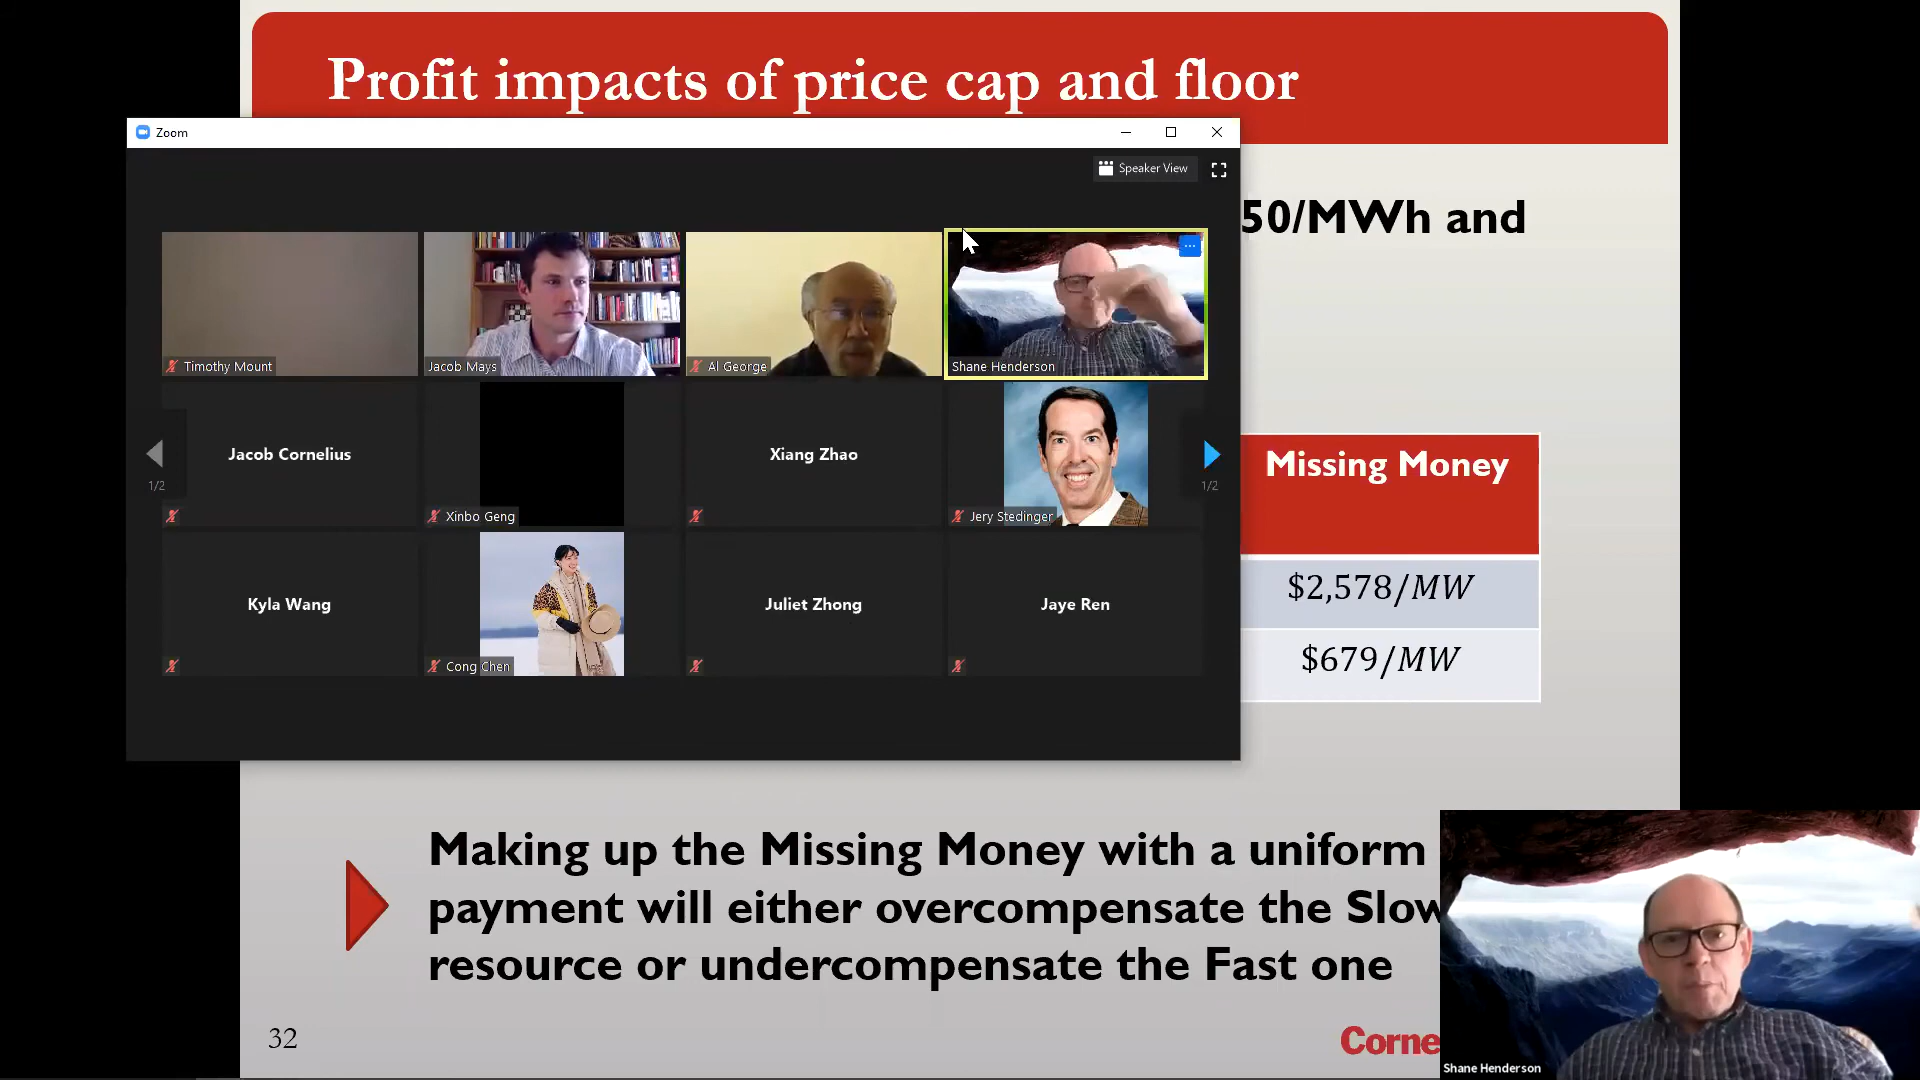 Profit impacts of price cap and floor
Zoom
Speaker View
50/MWh and
Timothy Mount
Jacob Mays
Al George
Shane Henderson
Jacob Cornelius
Xinbo Geng
Xiang Zhao
Jery Stedinger
1/2
1/2
Missing Money
$2,578/MW
$679/MW
Kyla Wang
Cong Chen
Juliet Zhong
Jaye Ren
Making up the Missing Money with a uniform
payment will either overcompensate the Slow
resource or undercompensate the Fast one
32
Corne
Shane Henderson